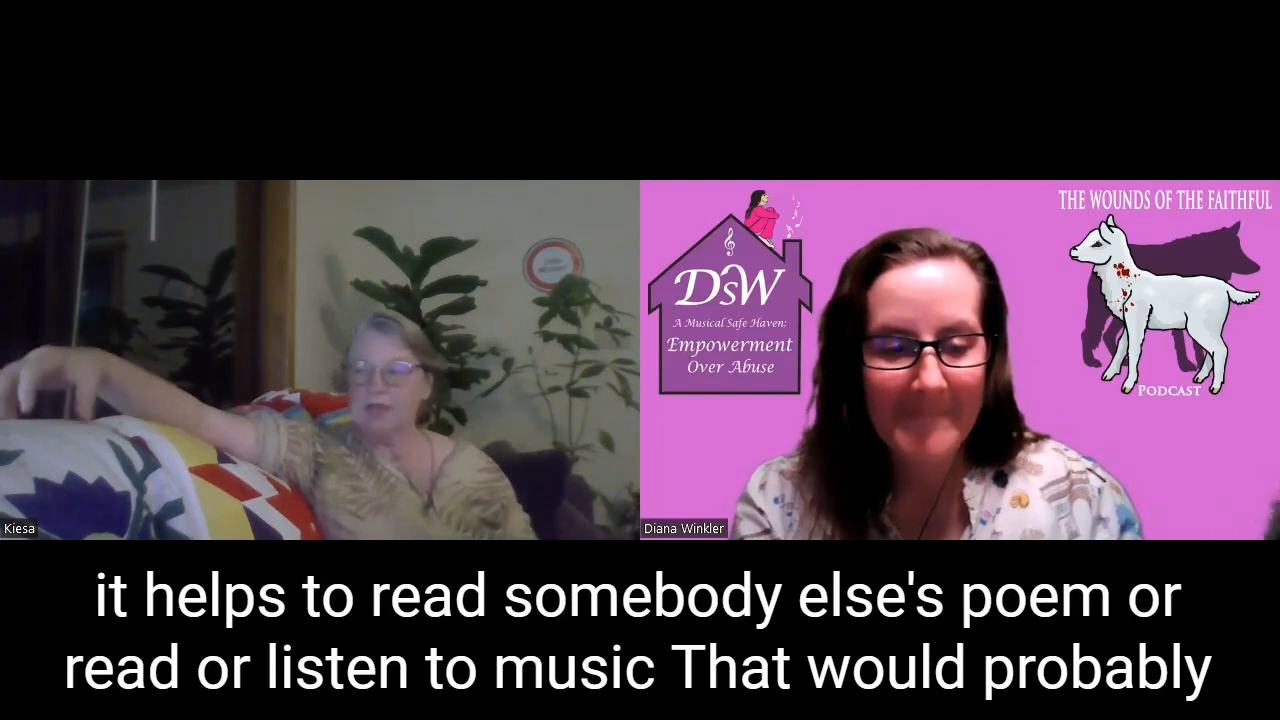 THE WOUNDS OF THE FAITHFUL
DSW
A Musical Safe Haven:
Empowerment
Over Abuse
PODCAST
Kiesa
Diana Winkler
it helps to read somebody else's poem or
read or listen to music That would probably